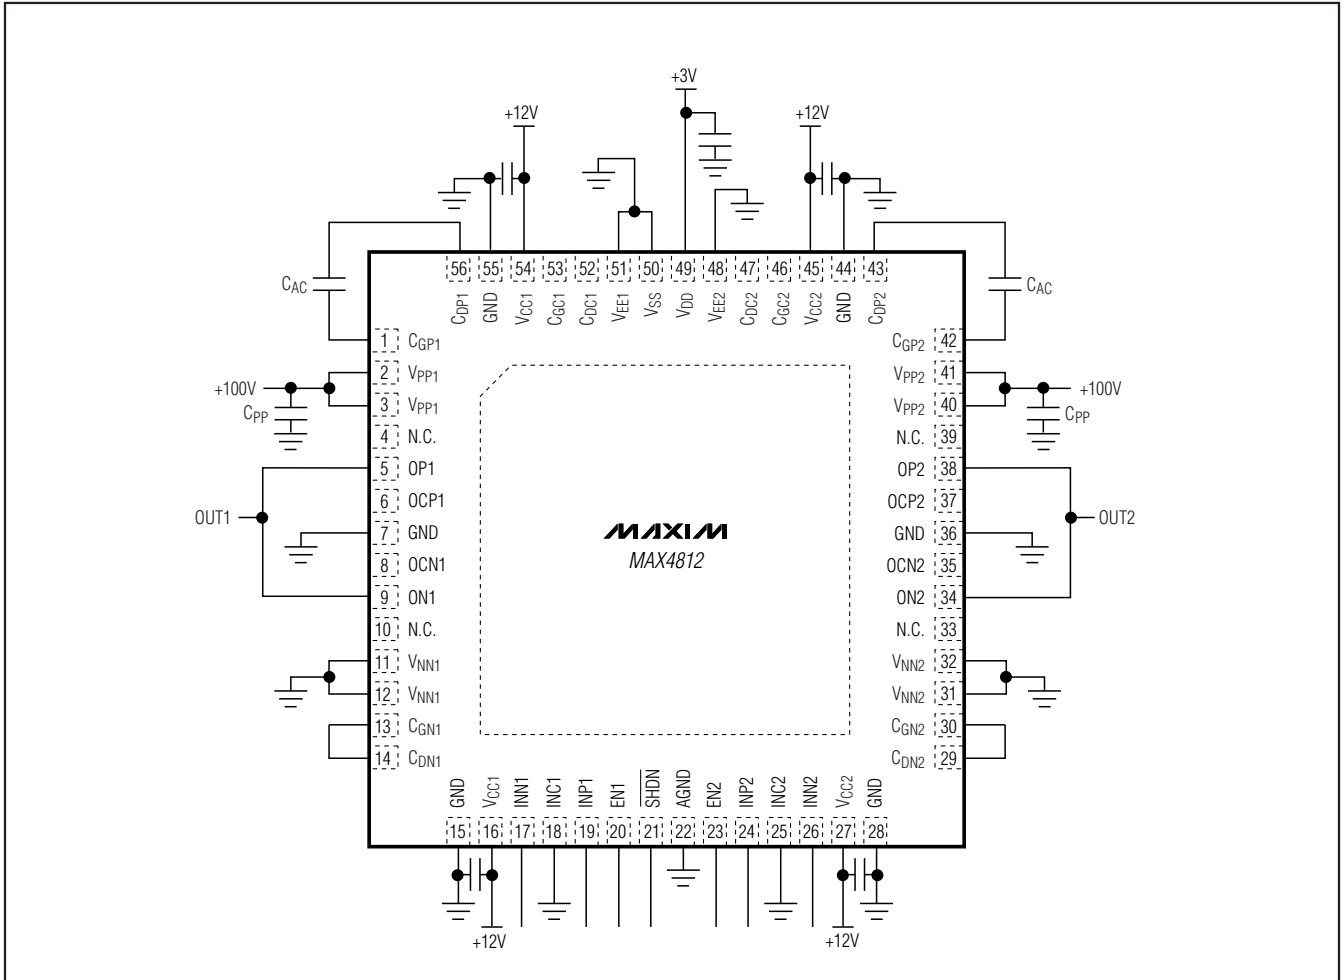 +3V
+12V
+12V
56 55 54 53 52 51 50 49 48 47 46 45 44 43
CDP1 GND VCC1 CGC1 CDC1 VEE1 VSS VDD VEE2 CDC2 CGC2 VCC2 GND CDP2
CAC
CAC
1 CGP1
CGP2 42
2 VPP1
VPP2 41
+100V
+100V
3 VPP1
VPP2 40
CPP
CPP
4 N.C.
N.C. 39
5 OP1
OP2 38
6 OCP1
OCP2 37
OUT1
OUT2
7 GND
GND 36
MAXIM
MAX4812
8 OCN1
OCN2 35
9 ON1
ON2 34
10 N.C.
N.C. 33
11 VNN1
VNN2 32
12 VNN1
VNN2 31
13 CGN1
CGN2 30
14 CDN1
CDN2 29
GND VCC1 INN1 INC1 INP1 EN1 SHDN AGND EN2 INP2 INC2 INN2 VCC2 GND
15 16 17 18 19 20 21 22 23 24 25 26 27 28
+12V
+12V